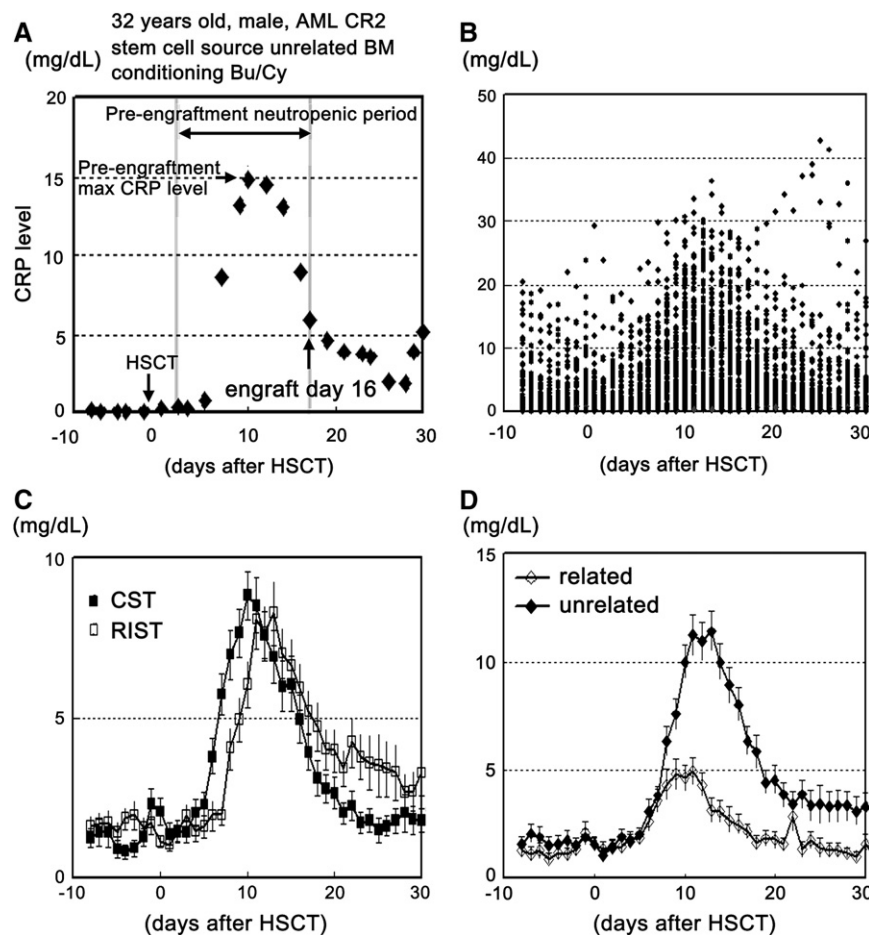 A
32 years old, male, AML CR2
stem cell source unrelated BM
conditioning Bu/Cy
(mg/dL)
20
15
10
5
0
CRP level
Pre-engraftment neutropenic period
Pre-engraftment
max CRP level
HSCT
engraft day 16
-10
0
10
20
30
(days after HSCT)
B
(mg/dL)
50
40
30
20
10
0
-10
0
10
20
30
(days after HSCT)
C
(mg/dL)
10
5
0
CST
RIST
-10
0
10
20
30
(days after HSCT)
D
(mg/dL)
15
10
5
0
related
unrelated
-10
0
10
20
30
(days after HSCT)